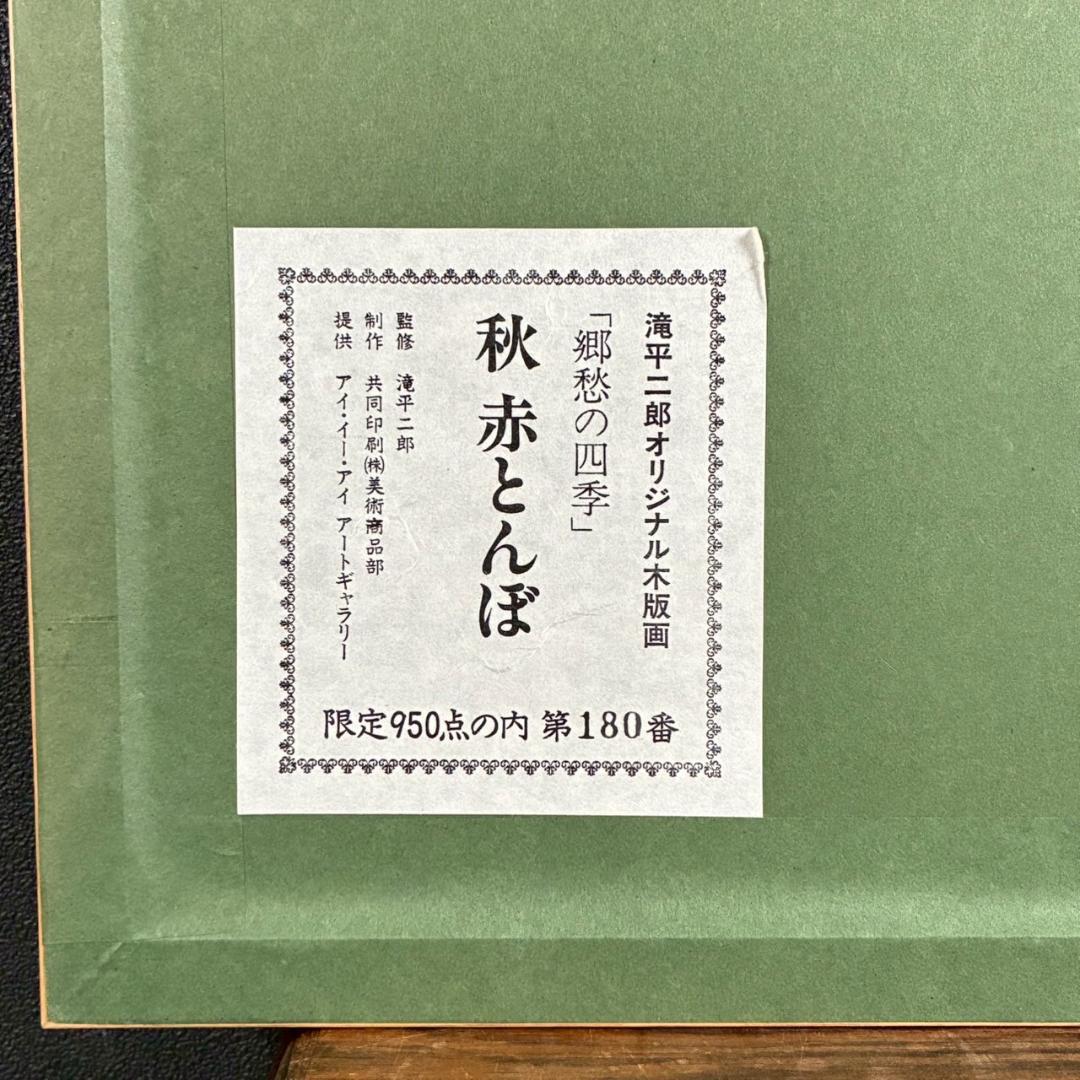 滝平二郎オリジナル木版画
「郷愁の四季」
秋 赤とんぼ
監修 滝平二郎
制作 共同印刷㈱美術商品部
提供 アイ・イー・アイ アートギャラリー
限定950点の内 第180番